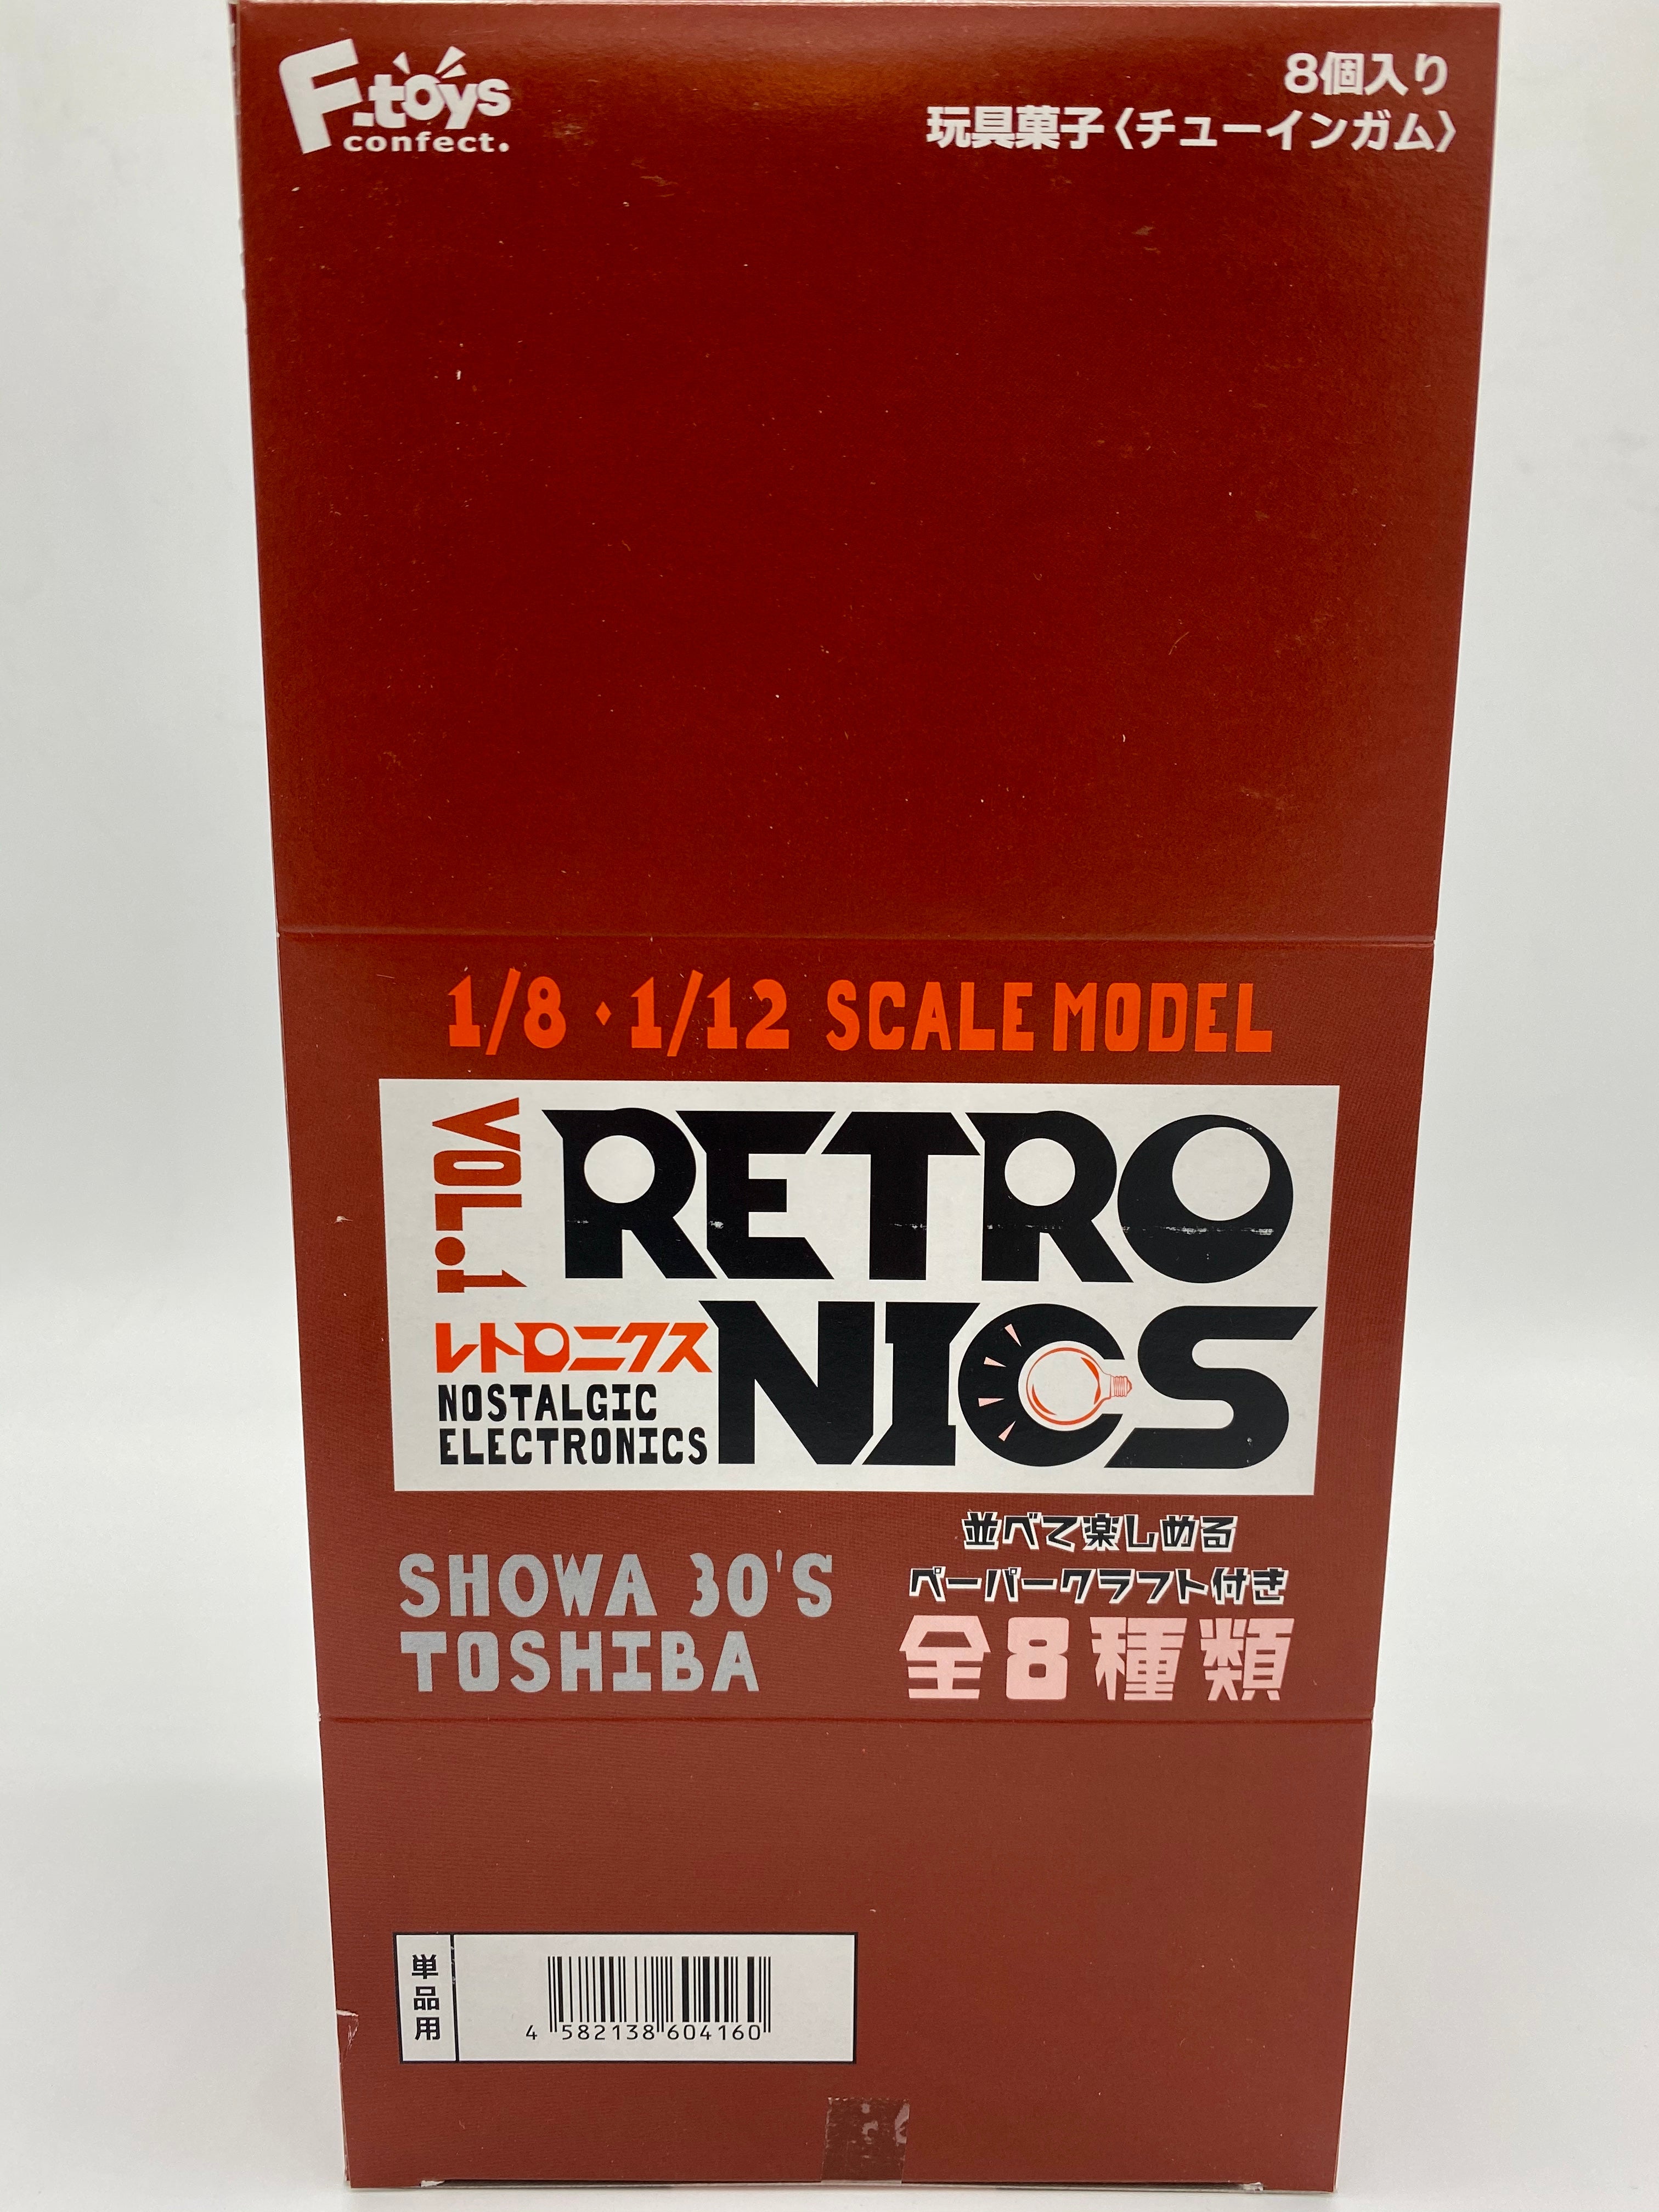 F-toys
confect.
8個入り
玩具菓子〈チューインガム〉
1/8・1/12 SCALE MODEL
VOL.1
RETRO
NICS
レトロニクス
NOSTALGIC
ELECTRONICS
SHOWA 30'S
TOSHIBA
並べて楽しめる
ペーパークラフト付き
全8種類
単品用
4 582138 604160